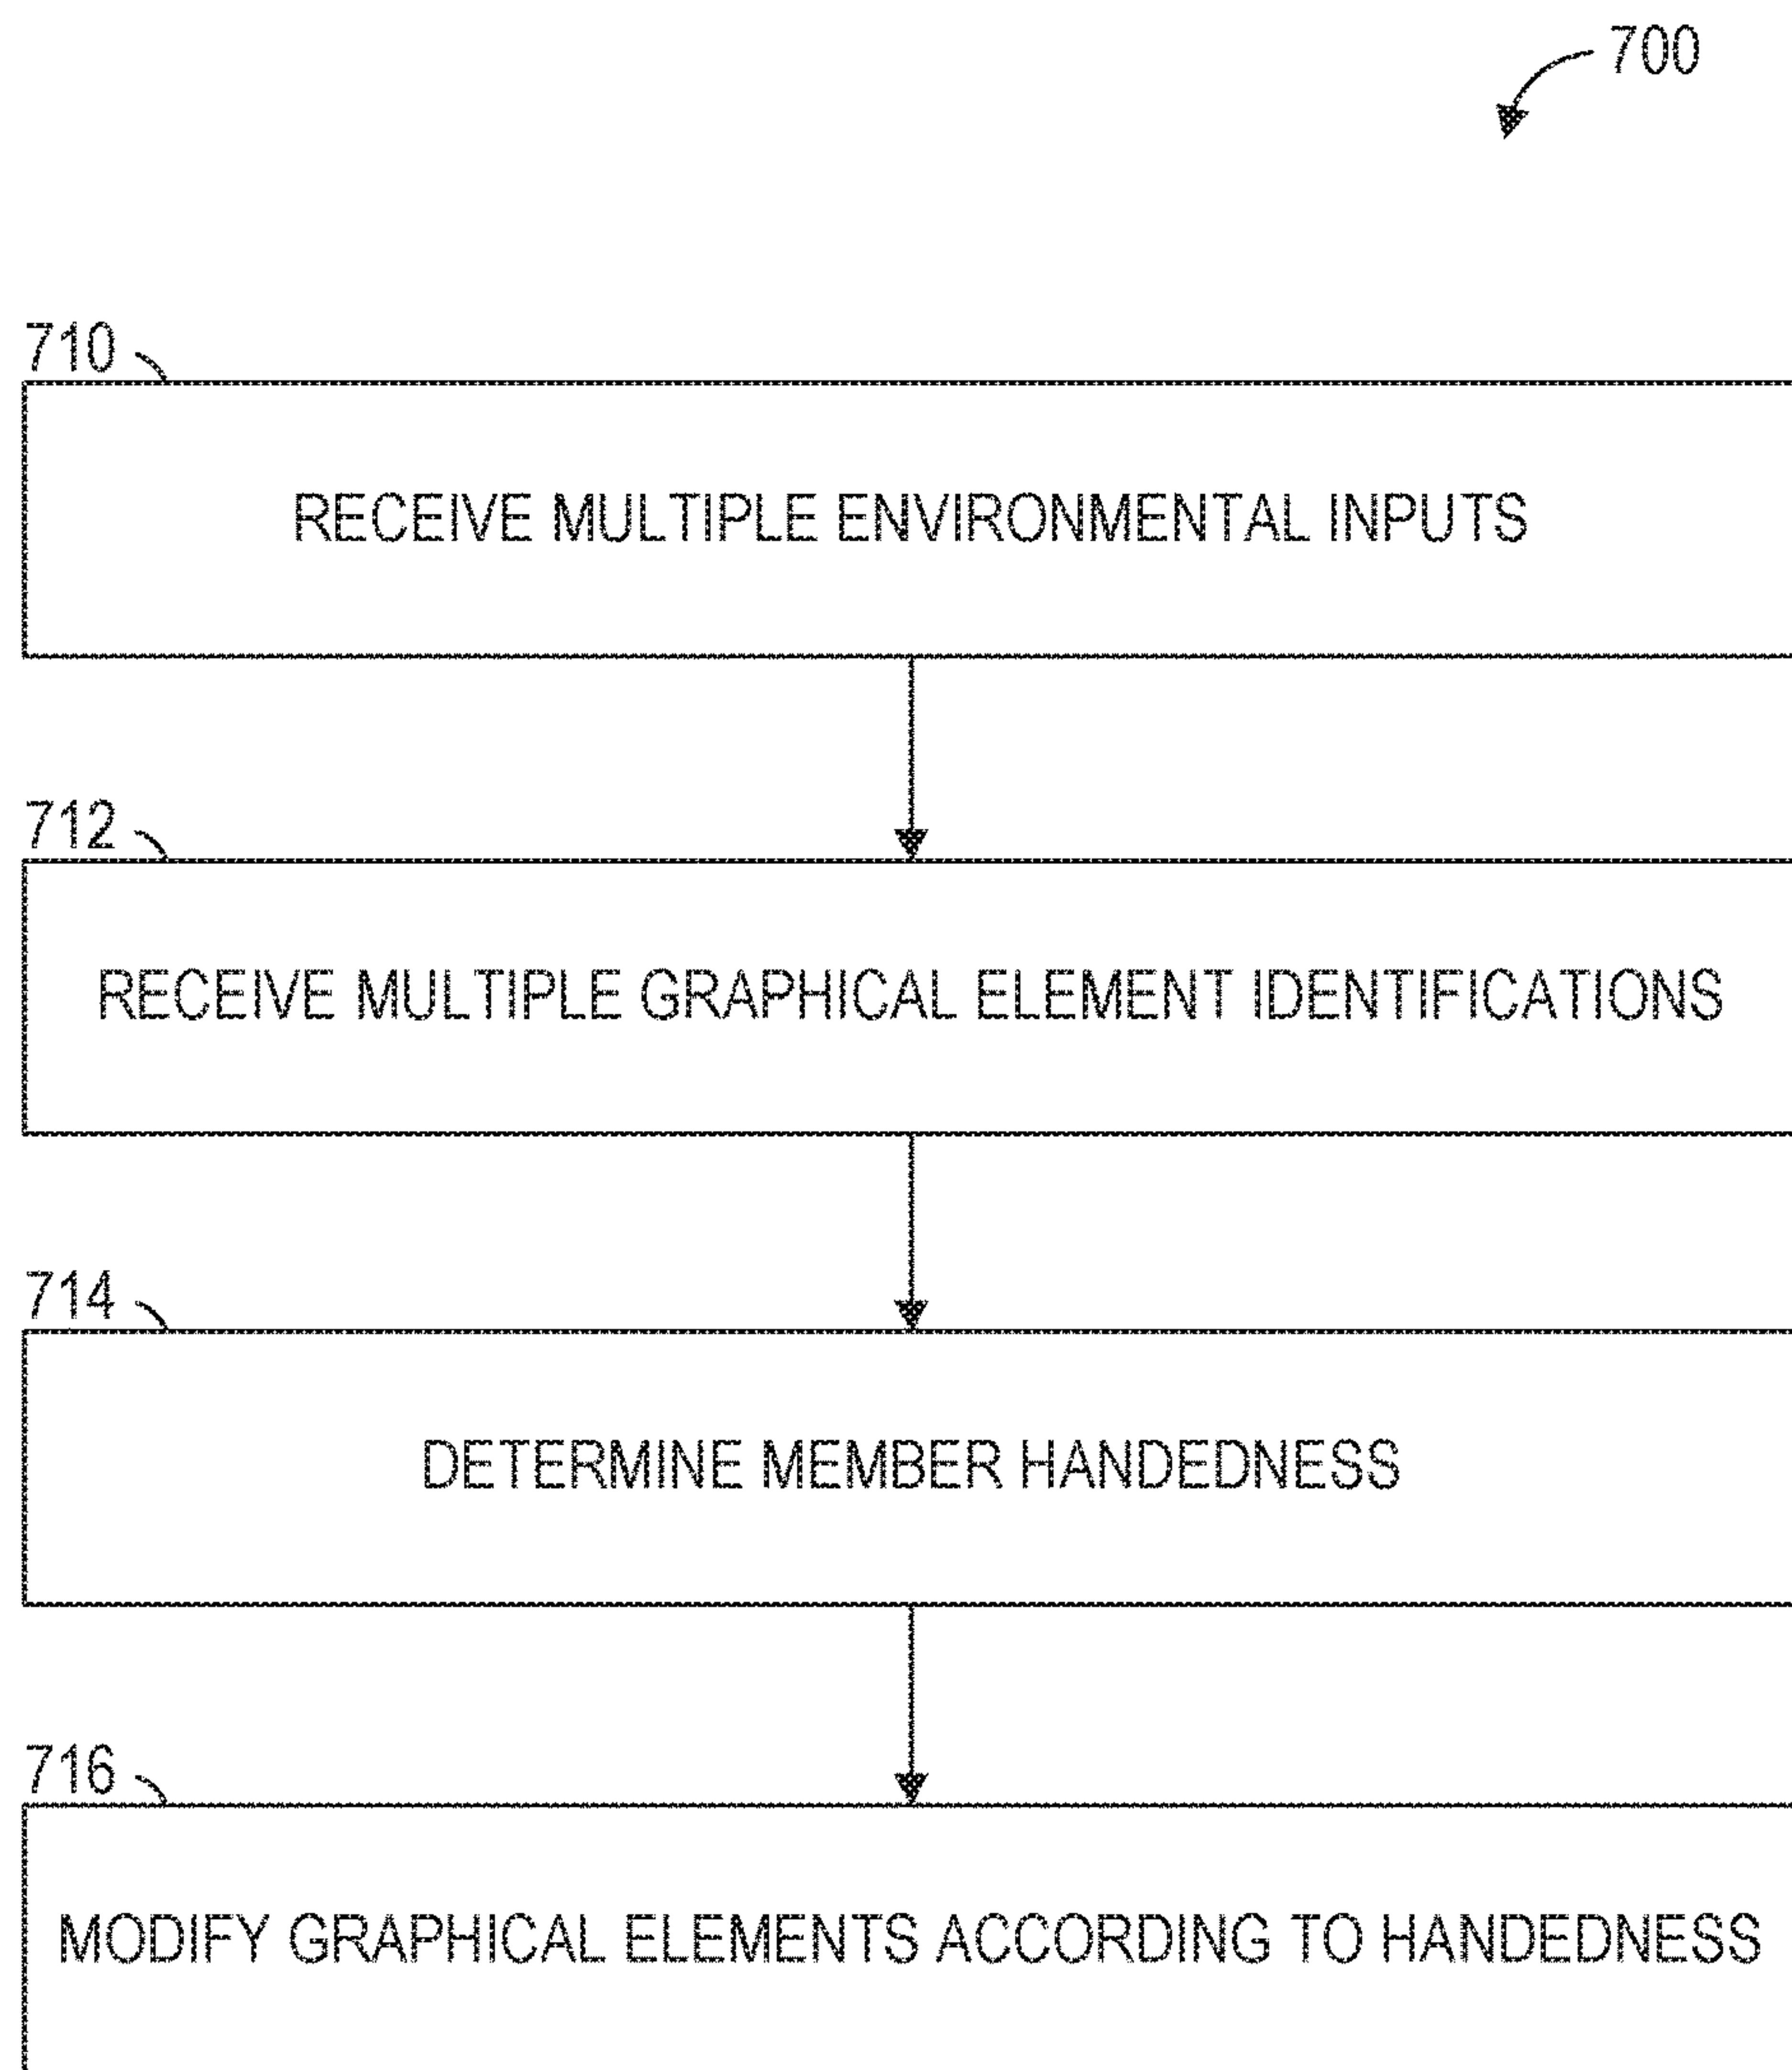 700
710
RECEIVE MULTIPLE ENVIRONMENTAL INPUTS
712
RECEIVE MULTIPLE GRAPHICAL ELEMENT IDENTIFICATIONS
714
DETERMINE MEMBER HANDEDNESS
716
MODIFY GRAPHICAL ELEMENTS ACCORDING TO HANDEDNESS